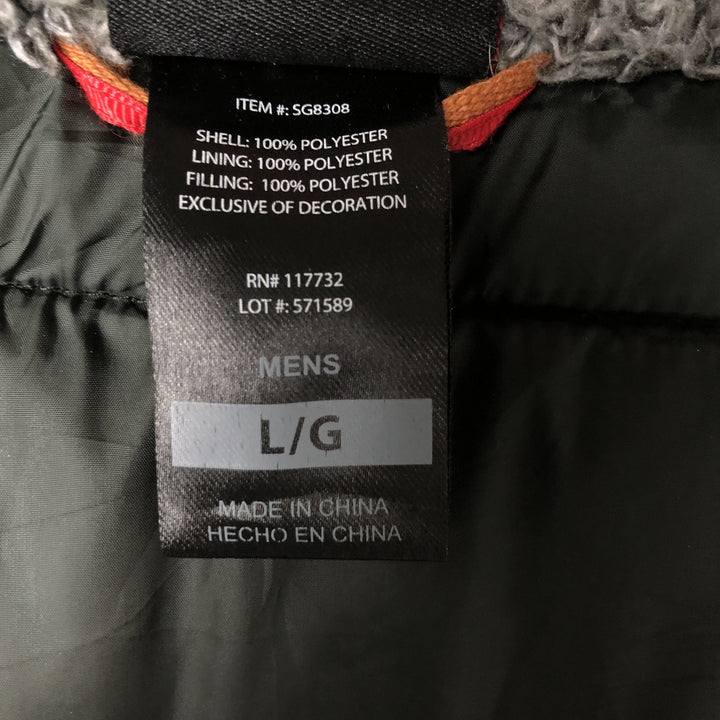 ITEM #: SG8308
SHELL: 100% POLYESTER
LINING: 100% POLYESTER
FILLING: 100% POLYESTER
EXCLUSIVE OF DECORATION
RN# 117732
LOT #: 571589
MENS
L/G
MADE IN CHINA
HECHO EN CHINA